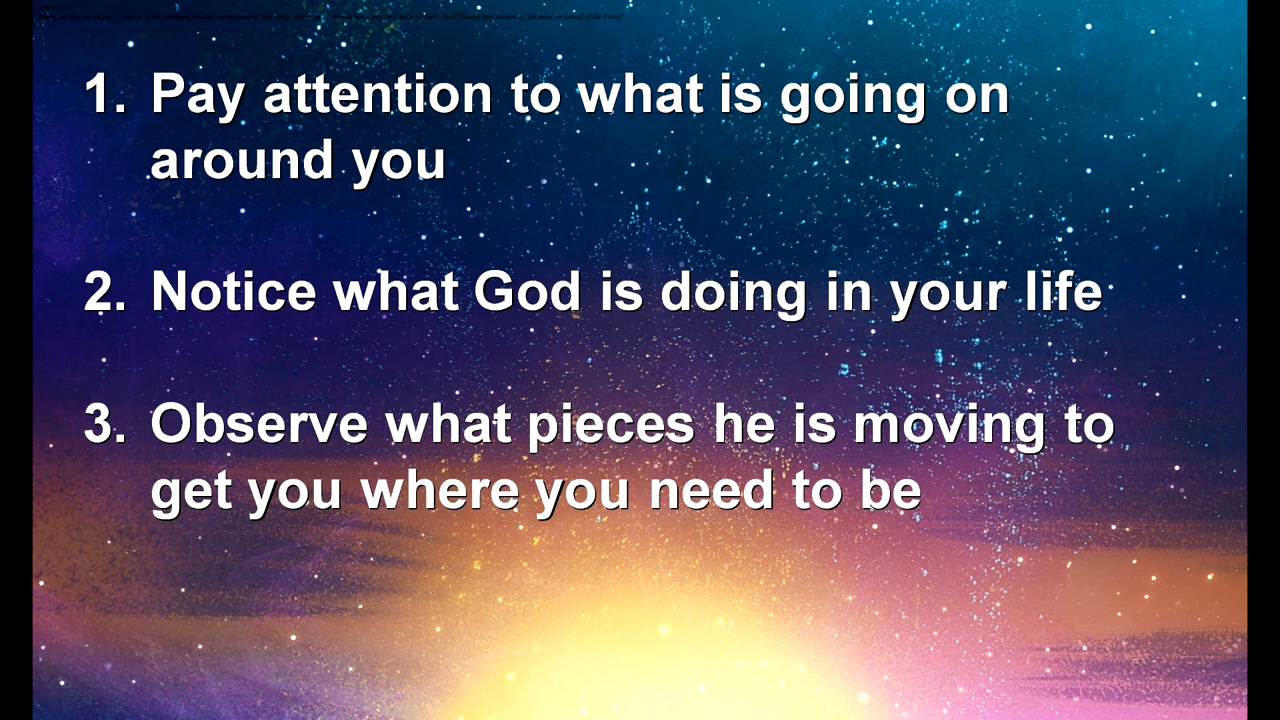 1. Pay attention to what is going on
around you
2. Notice what God is doing in your life
3. Observe what pieces he is moving to
get you where you need to be